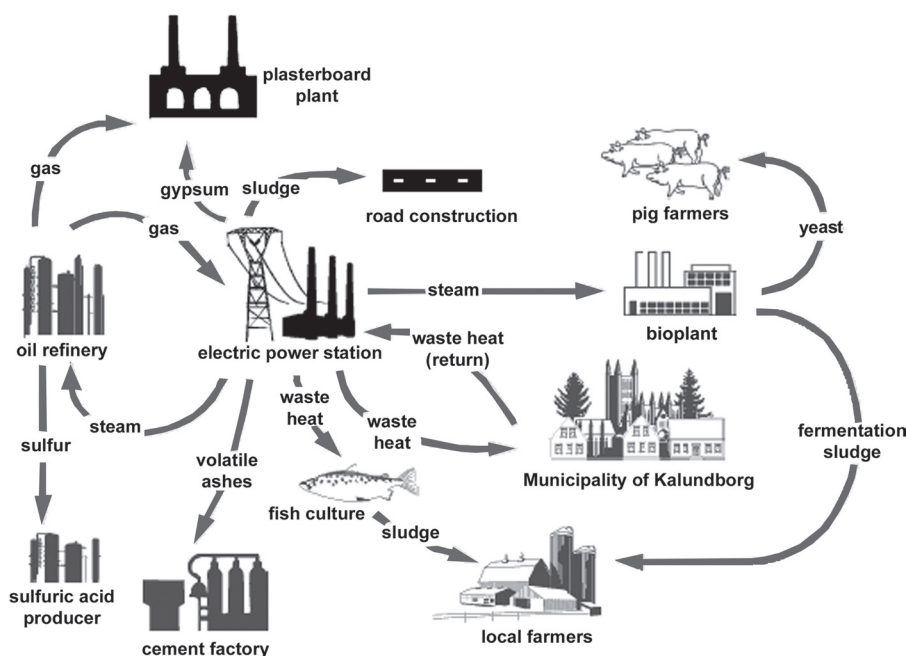 plasterboard
plant
gas
gypsum
sludge
road construction
pig farmers
gas
yeast
steam
bioplant
oil refinery
electric power station
waste heat
(return)
steam
waste
heat
waste
heat
sulfur
volatile
ashes
Municipality of Kalundborg
fermentation
sludge
fish culture
sludge
sulfuric acid
producer
cement factory
local farmers